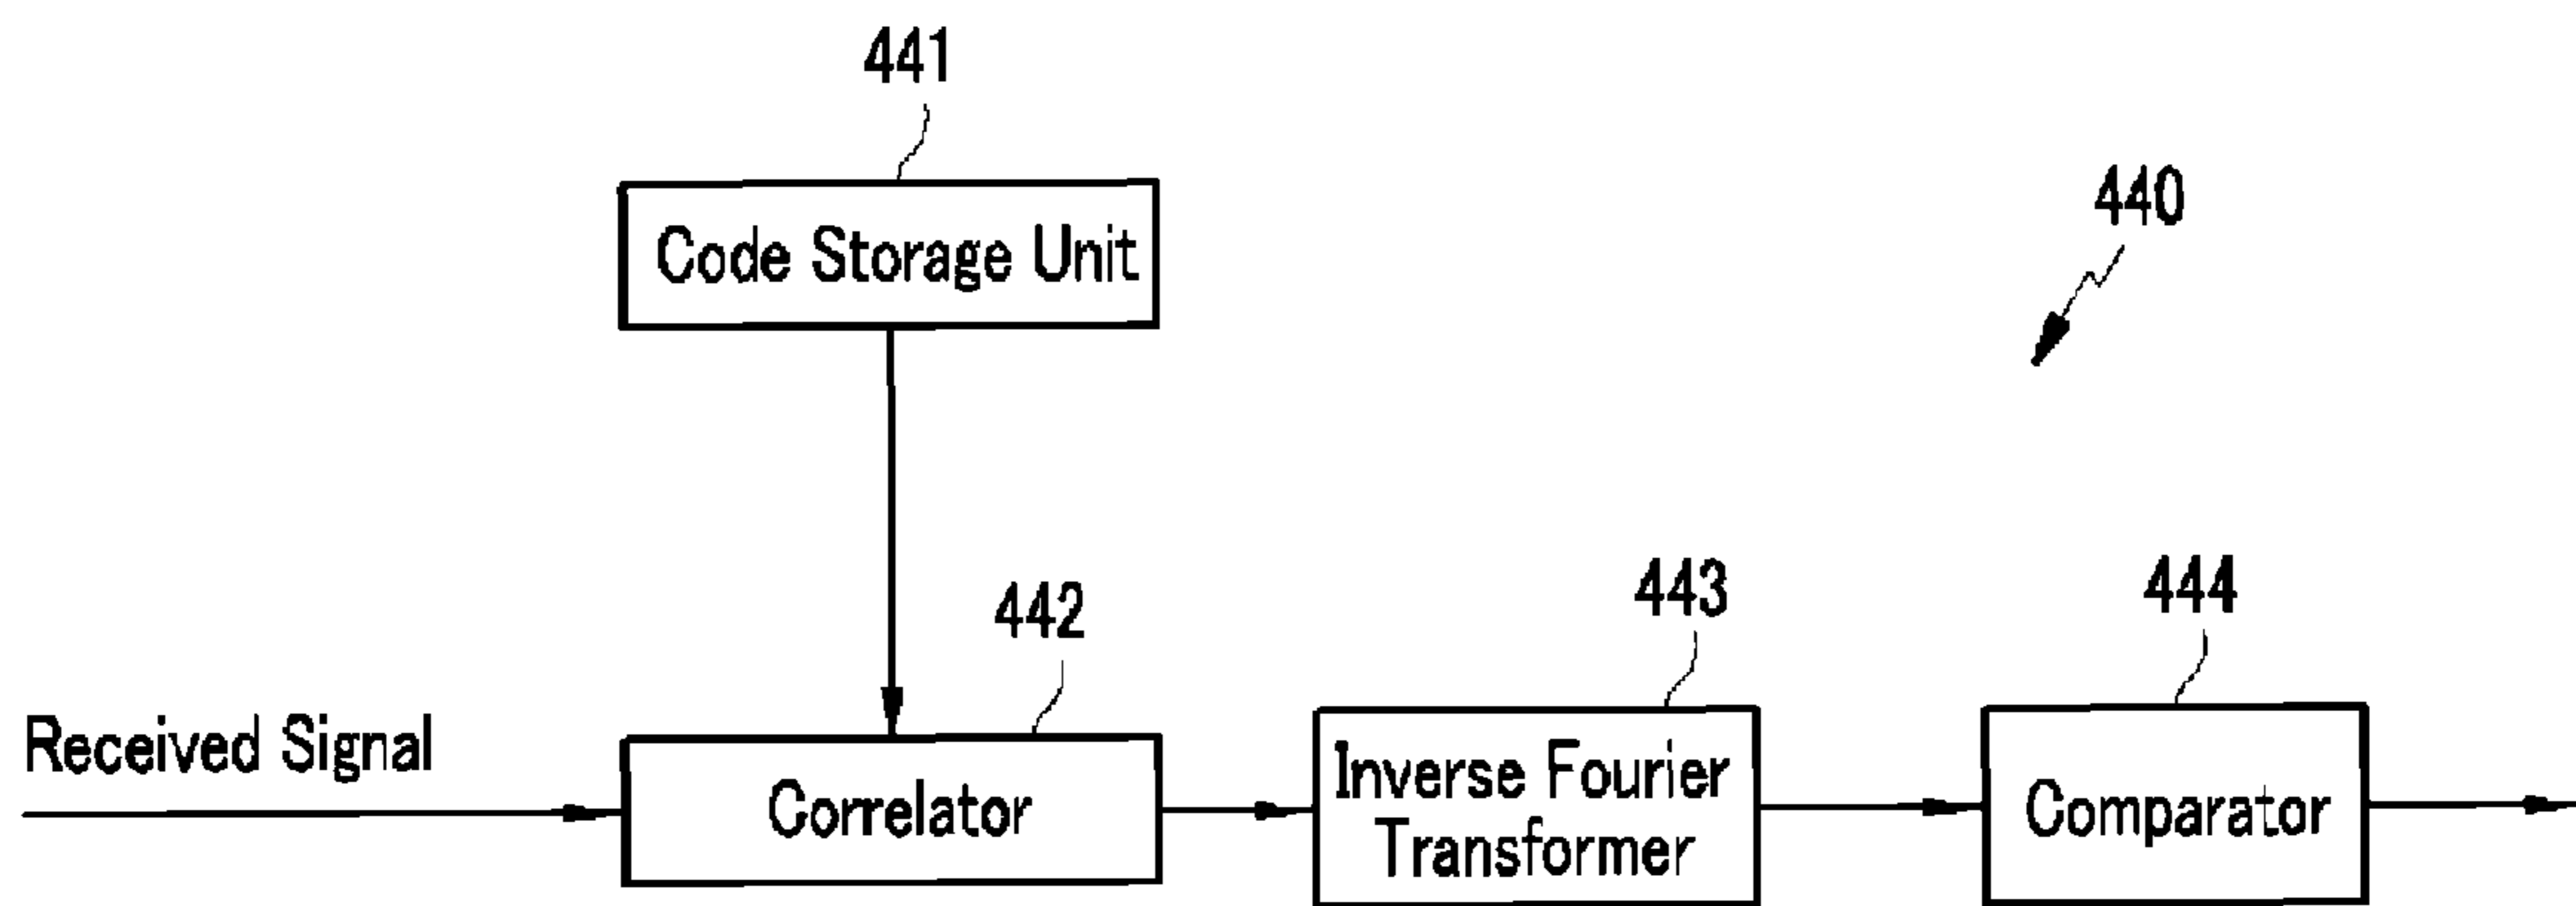 441
Code Storage Unit
440
442
443
444
Received Signal
Correlator
Inverse Fourier
Transformer
Comparator